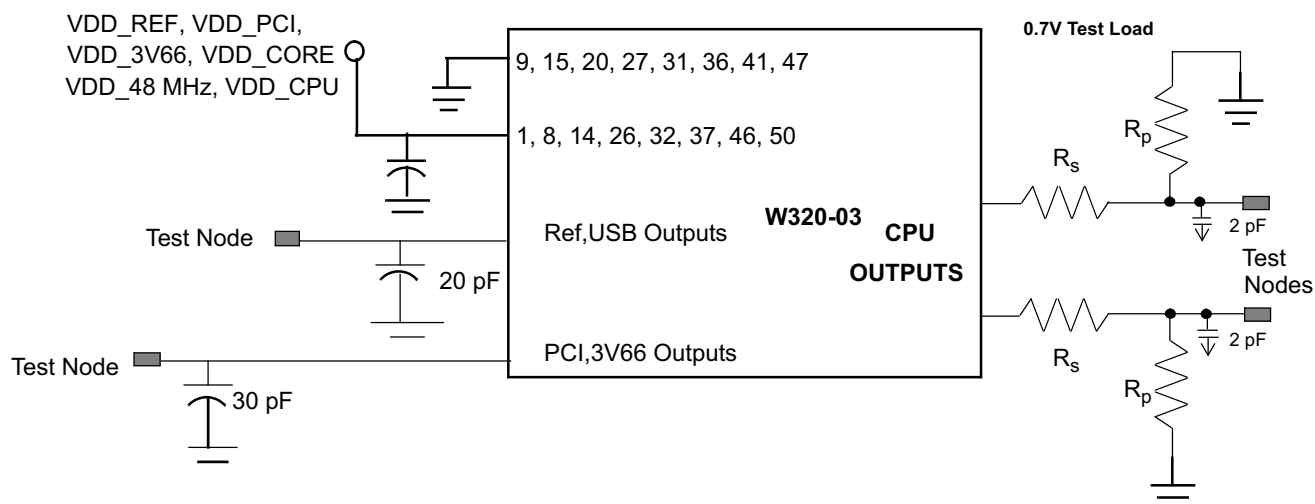 VDD_REF, VDD_PCI,
VDD_3V66, VDD_CORE
VDD_48 MHz, VDD_CPU
9, 15, 20, 27, 31, 36, 41, 47
1, 8, 14, 26, 32, 37, 46, 50
0.7V Test Load
Rp
Rs
W320-03
CPU
OUTPUTS
Ref,USB Outputs
Test Node
20 pF
2 pF
Test
Nodes
2 pF
Rs
Rp
PCI,3V66 Outputs
Test Node
30 pF